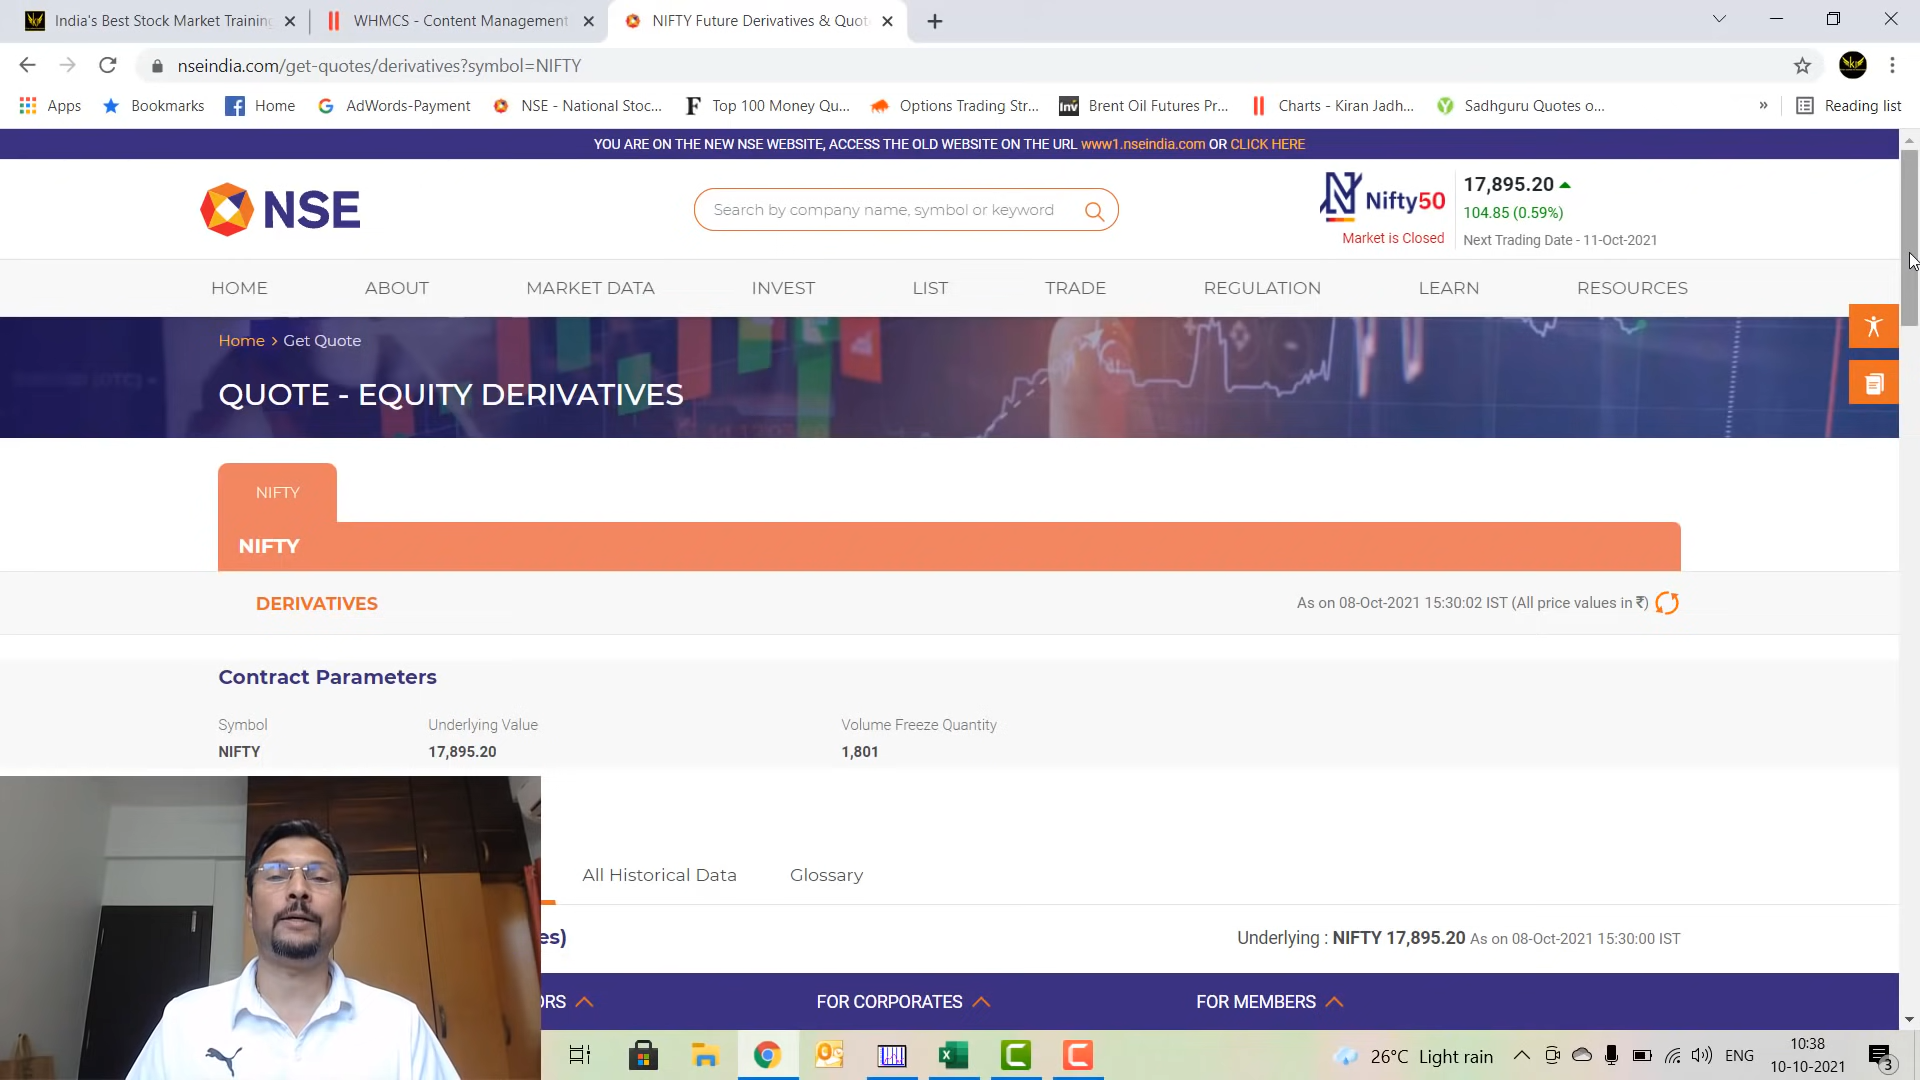 India's Best Stock Market Training
WHMCS - Content Management
NIFTY Future Derivatives & Quot
nseindia.com/get-quotes/derivatives?symbol=NIFTY
Apps
Bookmarks
Home
AdWords-Payment
NSE - National Stoc...
Top 100 Money Qu...
Options Trading Str...
Inv
Brent Oil Futures Pr...
Charts - Kiran Jadh...
Sadhguru Quotes o...
»
Reading list
YOU ARE ON THE NEW NSE WEBSITE, ACCESS THE OLD WEBSITE ON THE URL www1.nseindia.com OR CLICK HERE
NSE
Search by company name, symbol or keyword
Nifty50
17,895.20
104.85 (0.59%)
Market is Closed
Next Trading Date - 11-Oct-2021
HOME
ABOUT
MARKET DATA
INVEST
LIST
TRADE
REGULATION
LEARN
RESOURCES
Home > Get Quote
QUOTE - EQUITY DERIVATIVES
NIFTY
NIFTY
DERIVATIVES
As on 08-Oct-2021 15:30:02 IST (All price values in ₹)
Contract Parameters
Symbol
Underlying Value
Volume Freeze Quantity
NIFTY
17,895.20
1,801
All Historical Data
Glossary
es)
Underlying : NIFTY 17,895.20 As on 08-Oct-2021 15:30:00 IST
ORS
FOR CORPORATES
FOR MEMBERS
26°C Light rain
ENG
10:38
10-10-2021
3